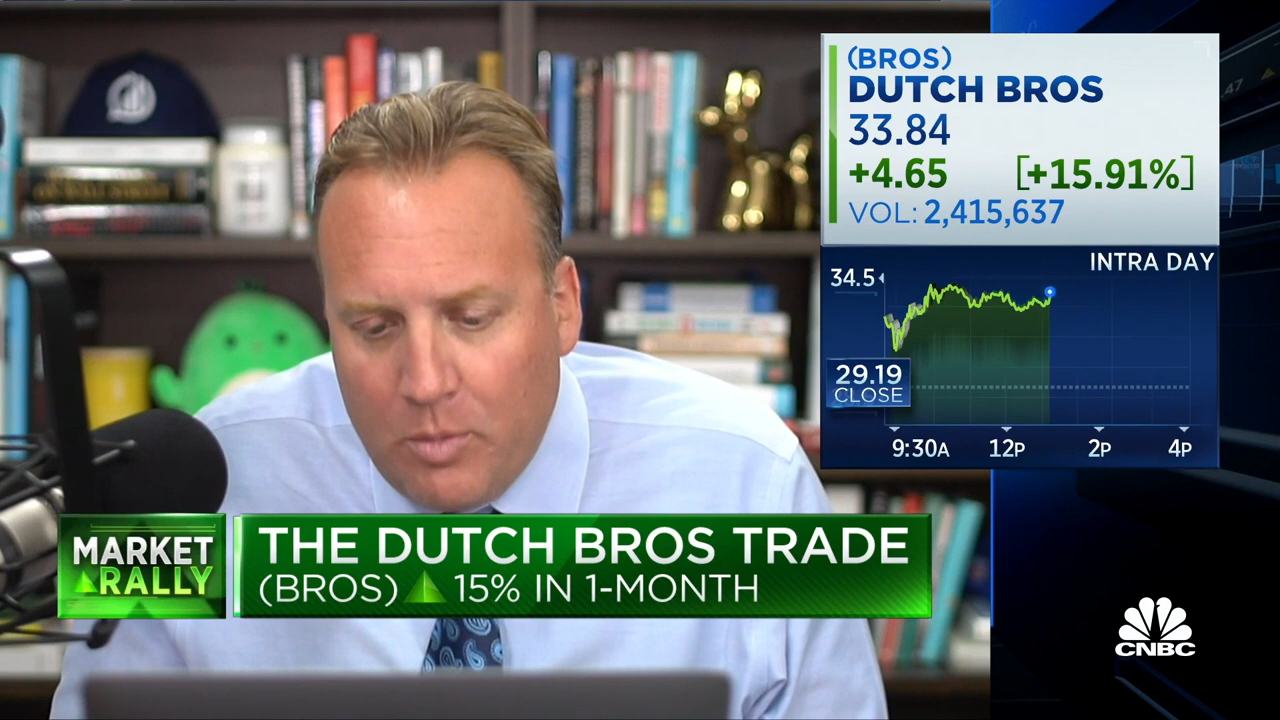 (BROS)
DUTCH BROS
33.84
+4.65 [+15.91%]
VOL: 2,415,637
INTRA DAY
34.5
29.19
CLOSE
9:30A 12P 2P 4P
MARKET
RALLY
THE DUTCH BROS TRADE
(BROS) 15% IN 1-MONTH
CNBC